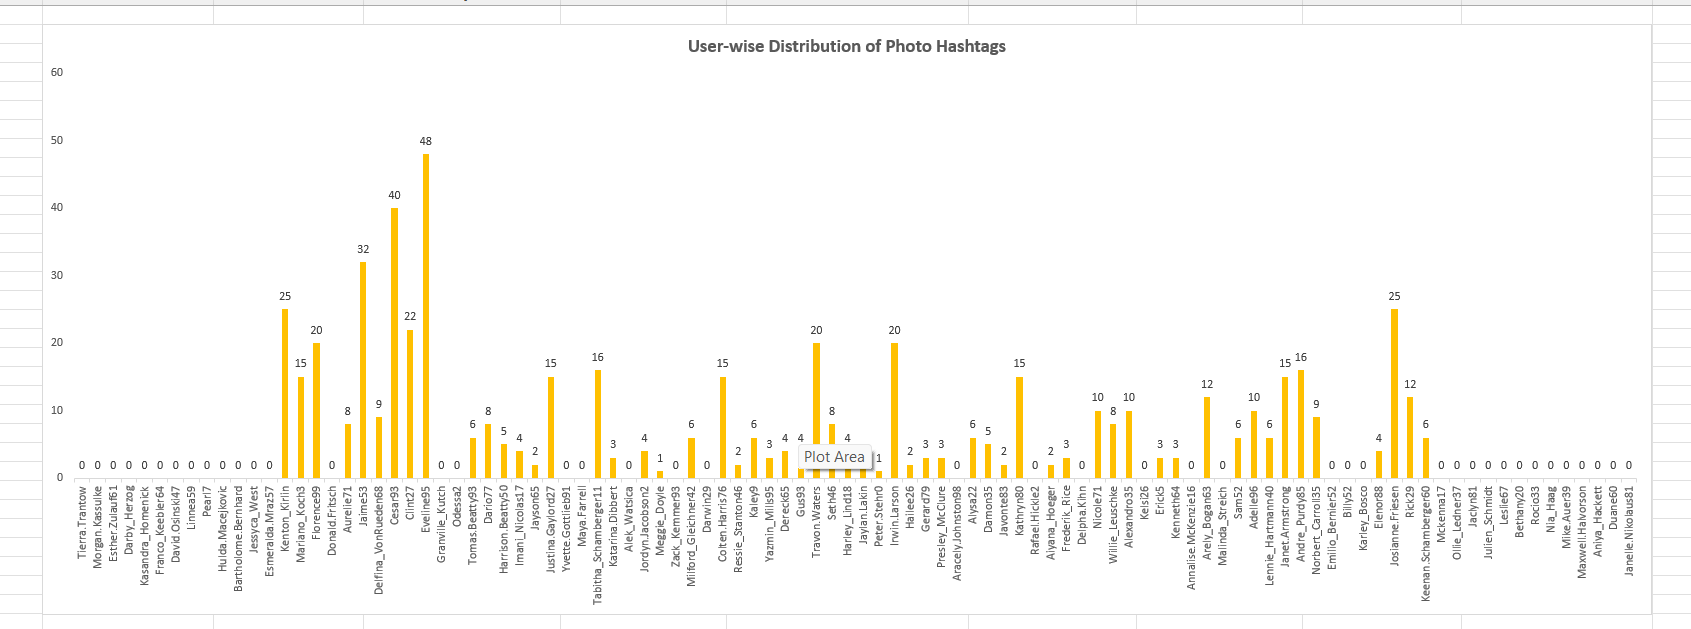 User-wise Distribution of Photo Hashtags
60
50
40
30
20
10
0
0 0 0 0 0 0 0 0 0 0 0 0 0 25 15 20 0 8 32 9 40 22 48 0 0 6 8 5 4 2 15 0 0 16 3 0 4 1 0 6 0 15 2 6 3 4 4 20 8 4 1 20 2 3 3 0 6 5 2 15 0 2 3 0 10 8 10 0 3 3 0 12 0 6 10 6 15 16 9 0 0 0 4 25 12 6 0 0 0 0 0 0 0 0 0 0 0 0 0
Plot Area
Tierra.Trantow
Morgan.Kassulke
Esther.Zulauf61
Darby_Herzog
Kasandra_Homenick
Franco_Keebler64
David.Osinski47
Linnea59
Pearl7
Hulda.Macejkovic
Bartholome.Bernhard
Jessyca_West
Esmeralda.Mraz57
Kenton_Kirlin
Mariano_Koch3
Florence99
Donald.Fritsch
Aurelie71
Jaime53
Delfina_VonRueden68
Cesar93
Clint27
Eveline95
Granville_Kutch
Odessa2
Tomas.Beatty93
Dario77
Harrison.Beatty50
Imani_Nicolas17
Jayson65
Justina.Gaylord27
Yvette.Gottlieb91
Maya.Farrell
Tabitha_Schamberger11
Katarina.Dibbert
Alek_Watsica
Jordyn.Jacobson2
Meggie_Doyle
Zack_Kemmer93
Milford_Gleichner42
Darwin29
Colten.Harris76
Ressie_Stanton46
Kaley9
Yazmin_Mills95
Dereck65
Gus93
Travon.Waters
Seth46
Harley_Lind18
Jaylan.Lakin
Peter.Stehr0
Irwin.Larson
Hailee26
Gerard79
Presley_McClure
Aracely.Johnston98
Alysa22
Damon35
Javonte83
Kathryn80
Rafael.Hickle2
Aiyana_Hoeger
Frederik_Rice
Delpha.Kihn
Nicole71
Willie_Leuschke
Alexandro35
Kelsi26
Erick5
Kenneth64
Annalise.McKenzie16
Arely_Bogan63
Malinda_Streich
Sam52
Adelle96
Lennie_Hartmann40
Janet.Armstrong
Andre_Purdy85
Norbert_Carroll35
Emilio_Bernier52
Billy52
Karley_Bosco
Elenor88
Josianne.Friesen
Rick29
Keenan.Schamberger60
Mckenna17
Ollie_Ledner37
Jaclyn81
Julien_Schmidt
Leslie67
Bethany20
Rocio33
Nia_Haag
Mike.Auer39
Maxwell.Halvorson
Aniya_Hackett
Duane60
Janelle.Nikolaus81